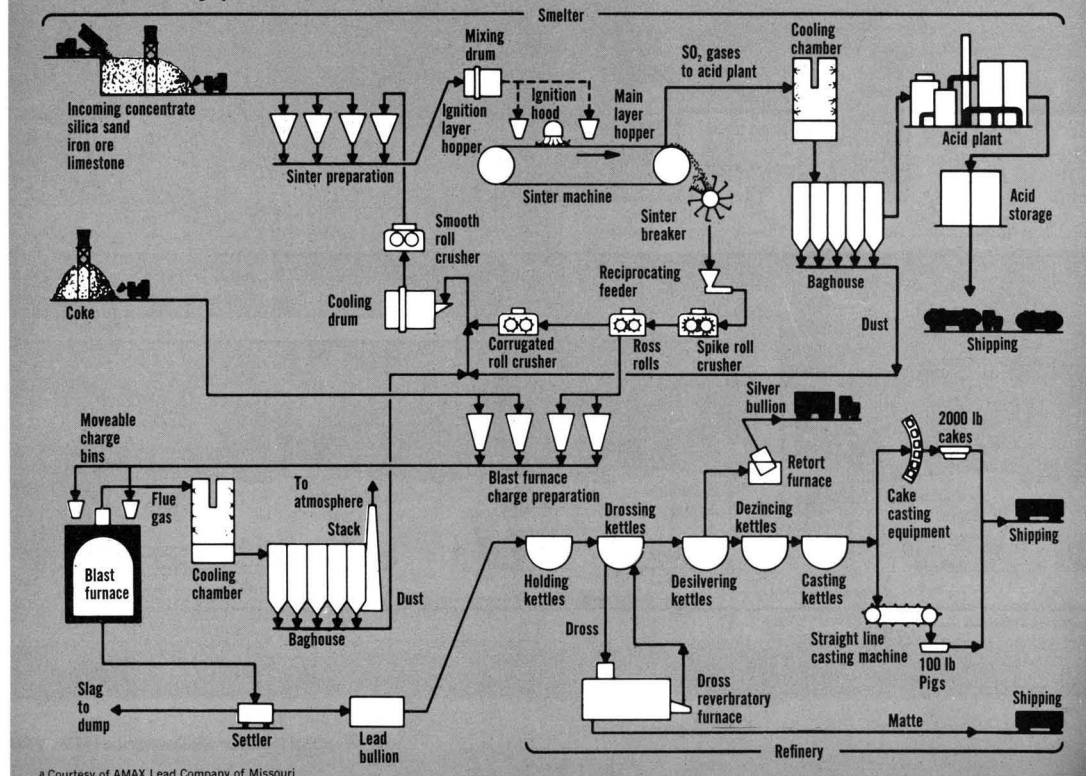 Smelter
Mixing
drum
SO2 gases
to acid plant
Cooling
chamber
Incoming concentrate
silica sand
iron ore
limestone
Ignition
layer
hopper
Ignition
hood
Main
layer
hopper
Acid plant
Sinter preparation
Sinter machine
Acid
storage
Smooth
roll
crusher
Sinter
breaker
Baghouse
Coke
Cooling
drum
Reciprocating
feeder
Corrugated
roll crusher
Ross
rolls
Spike roll
crusher
Dust
Shipping
Moveable
charge
bins
Silver
bullion
2000 lb
cakes
Flue
gas
To
atmosphere
Stack
Blast furnace
charge preparation
Retort
furnace
Drossing
kettles
Dezincing
kettles
Cake
casting
equipment
Shipping
Blast
furnace
Cooling
chamber
Baghouse
Dust
Holding
kettles
Desilvering
kettles
Casting
kettles
Dross
Straight line
casting machine
100 lb
Pigs
Slag
to
dump
Settler
Lead
bullion
Dross
reverbratory
furnace
Matte
Shipping
Refinery
a Courtesy of AMAX Lead Company of Missouri